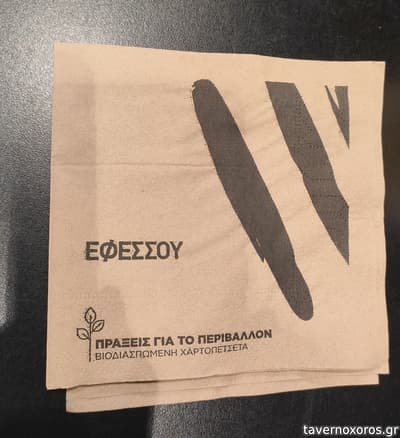 ΕΦΕΣΣΟΥ
ΠΡΑΞΕΙΣ ΓΙΑ ΤΟ ΠΕΡΙΒΑΛΛΟΝ
ΒΙΟΔΙΑΣΠΩΜΕΝΗ ΧΑΡΤΟΠΕΤΣΕΤΑ
tavernoxoros.gr